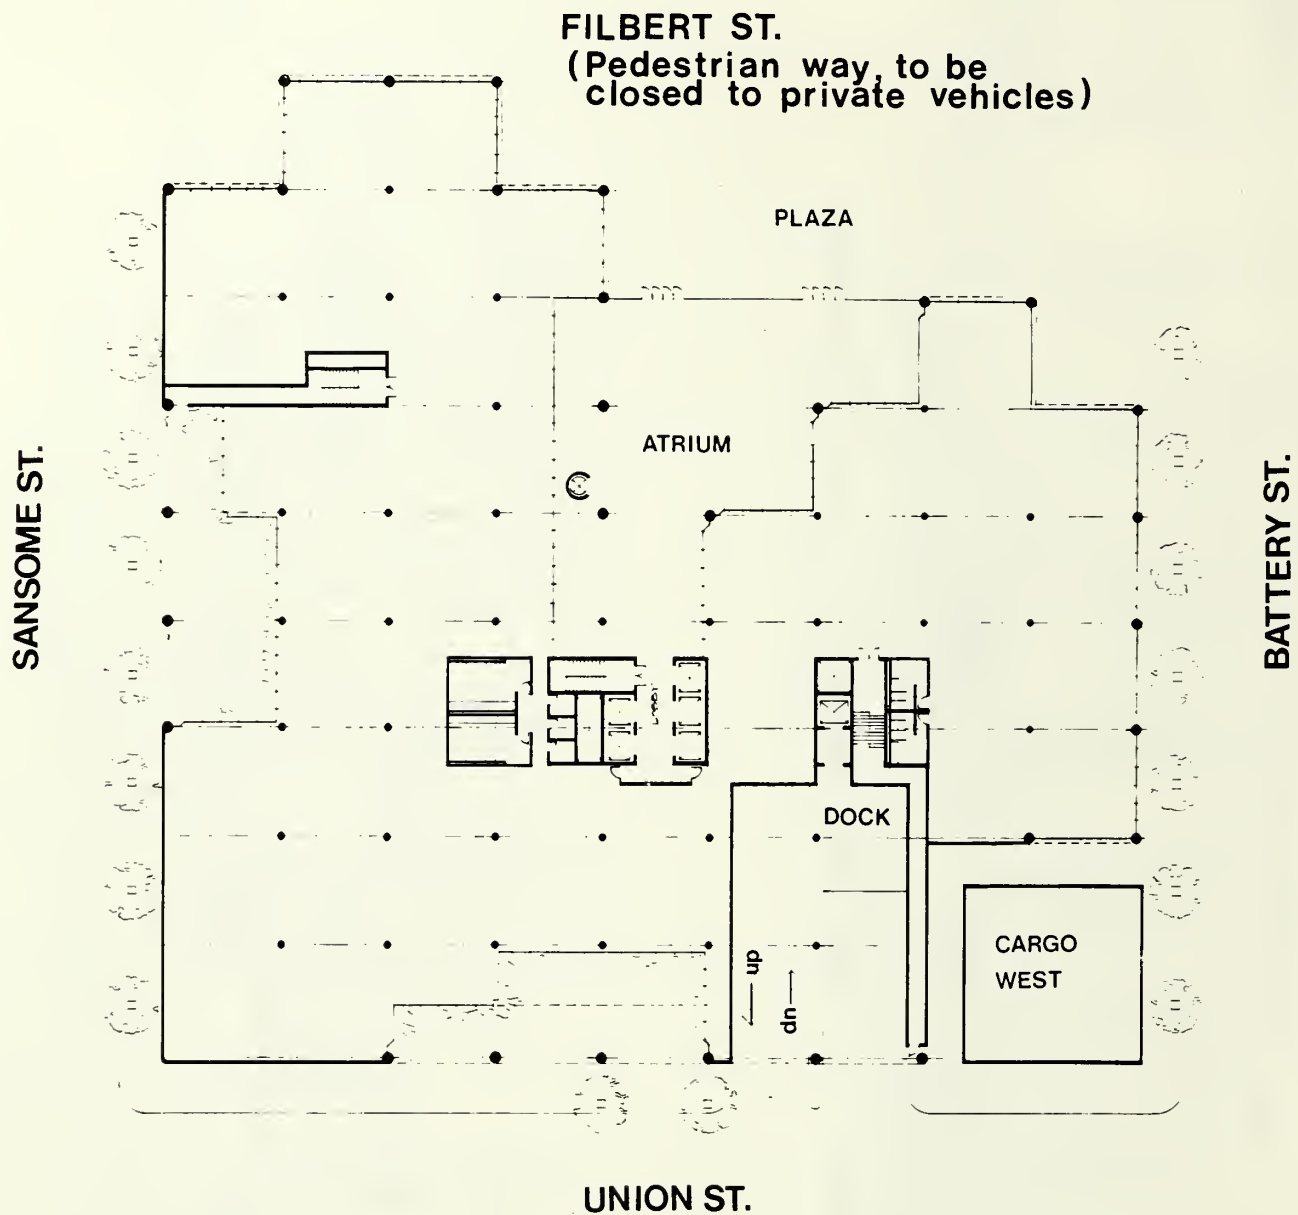 FILBERT ST.
(Pedestrian way, to be
closed to private vehicles)
PLAZA
ATRIUM
SANSOME ST.
BATTERY ST.
LOBBY
DOCK
CARGO
WEST
up
dn
UNION ST.